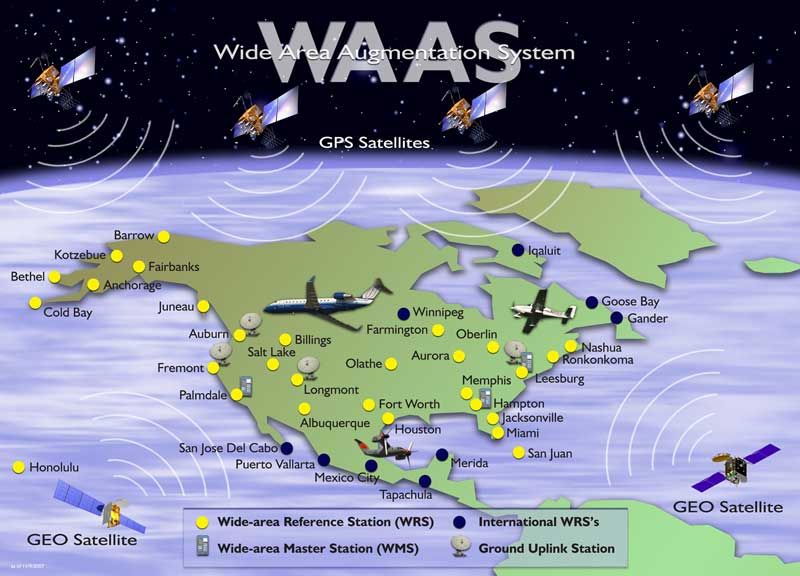 WAAS
Wide Area Augmentation System
GPS Satellites
Barrow
Kotzebue
Fairbanks
Bethel
Anchorage
Cold Bay
Juneau
Iqaluit
Goose Bay
Gander
Winnipeg
Farmington
Oberlin
Auburn
Billings
Salt Lake
Fremont
Longmont
Olathe
Aurora
Nashua
Ronkonkoma
Leesburg
Memphis
Palmdale
Albuquerque
Fort Worth
Hampton
Jacksonville
Houston
Miami
San Juan
San Jose Del Cabo
Puerto Vallarta
Mexico City
Merida
Tapachula
Honolulu
GEO Satellite
GEO Satellite
Wide-area Reference Station (WRS)
International WRS's
Wide-area Master Station (WMS)
Ground Uplink Station